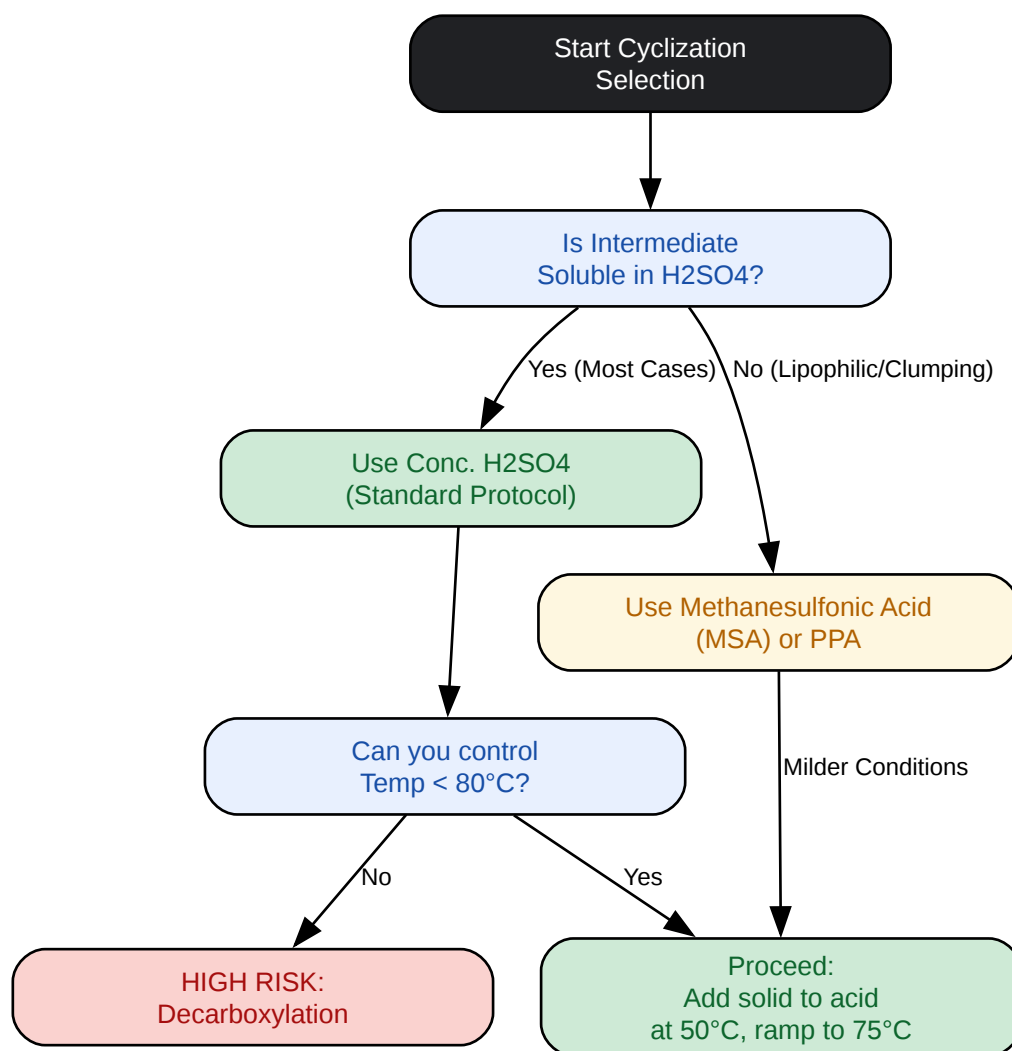 Start Cyclization
Selection
Is Intermediate
Soluble in H2SO4?
Yes (Most Cases)
No (Lipophilic/Clumping)
Use Conc. H2SO4
(Standard Protocol)
Use Methanesulfonic Acid
(MSA) or PPA
Can you control
Temp < 80°C?
Milder Conditions
No
Yes
HIGH RISK:
Decarboxylation
Proceed:
Add solid to acid
at 50°C, ramp to 75°C